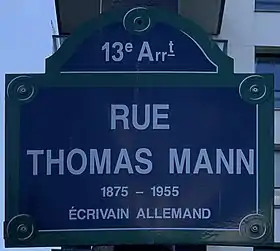 13e Arrt
RUE
THOMAS MANN
1875 - 1955
ÉCRIVAIN ALLEMAND